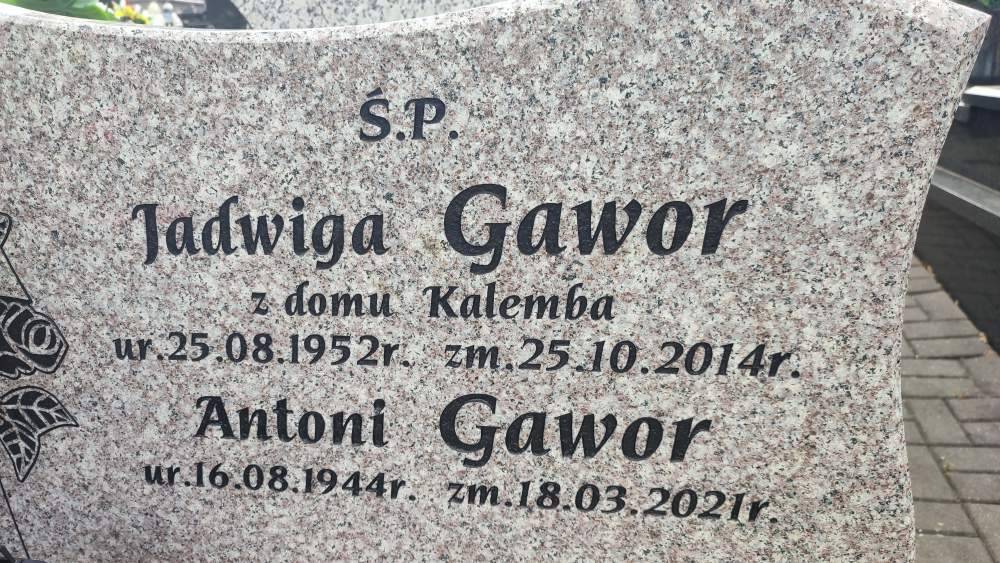 Ś.P.
Jadwiga Gawor
z domu Kalemba
ur.25.08.1952r. zm.25.10.2014r.
Antoni Gawor
ur.16.08.1944r. zm.18.03.2021r.